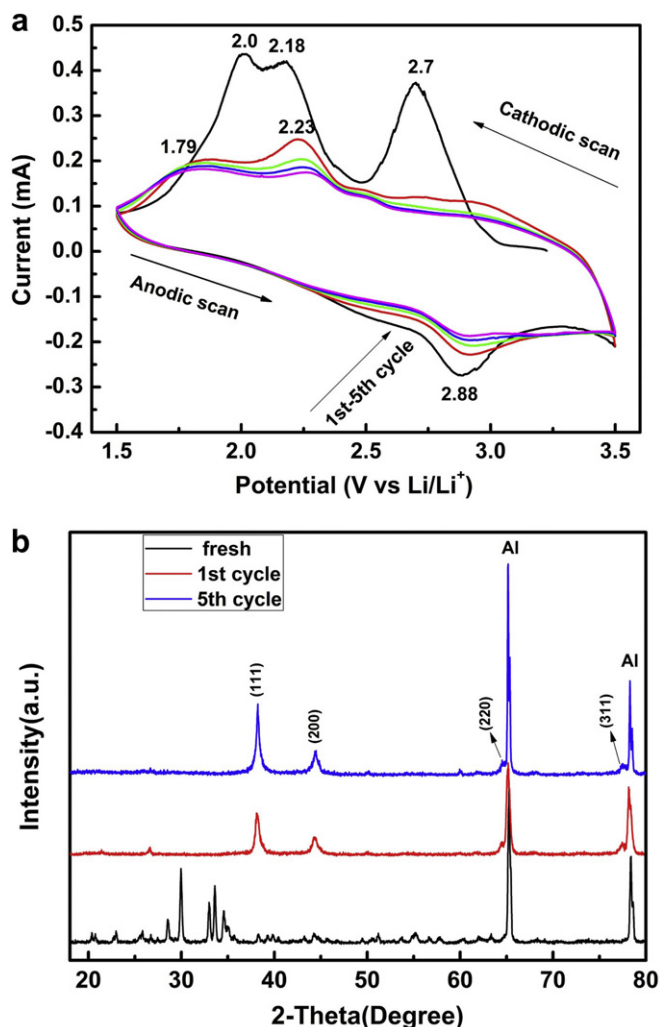 a
0.5
0.4
0.3
0.2
0.1
0.0
-0.1
-0.2
-0.3
-0.4
Current (mA)
2.0
2.18
2.7
1.79
2.23
Cathodic scan
Anodic scan
1st-5th cycle
2.88
1.5 2.0 2.5 3.0 3.5
Potential (V vs Li/Li⁺)
b
fresh
1st cycle
5th cycle
Al
Al
(111)
(200)
(220)
(311)
Intensity(a.u.)
20 30 40 50 60 70 80
2-Theta(Degree)